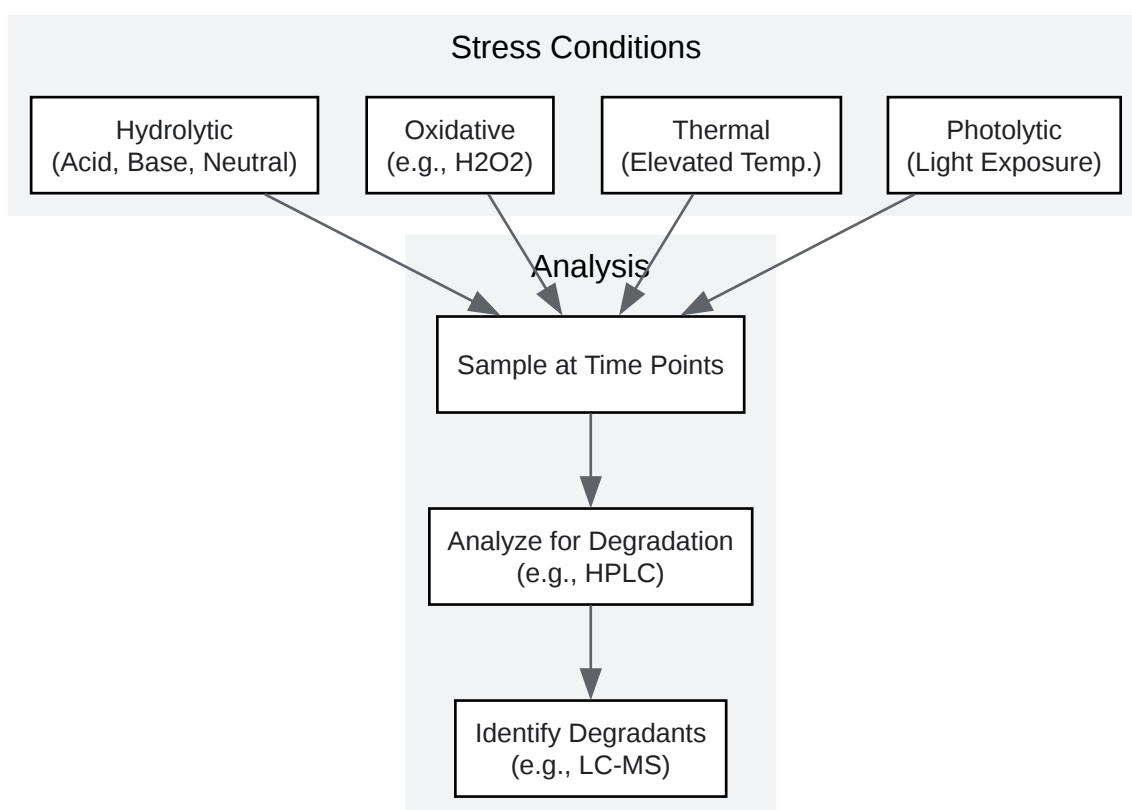 Stress Conditions
Hydrolytic
(Acid, Base, Neutral)
Oxidative
(e.g., H2O2)
Thermal
(Elevated Temp.)
Photolytic
(Light Exposure)
Analysis
Sample at Time Points
Analyze for Degradation
(e.g., HPLC)
Identify Degradants
(e.g., LC-MS)